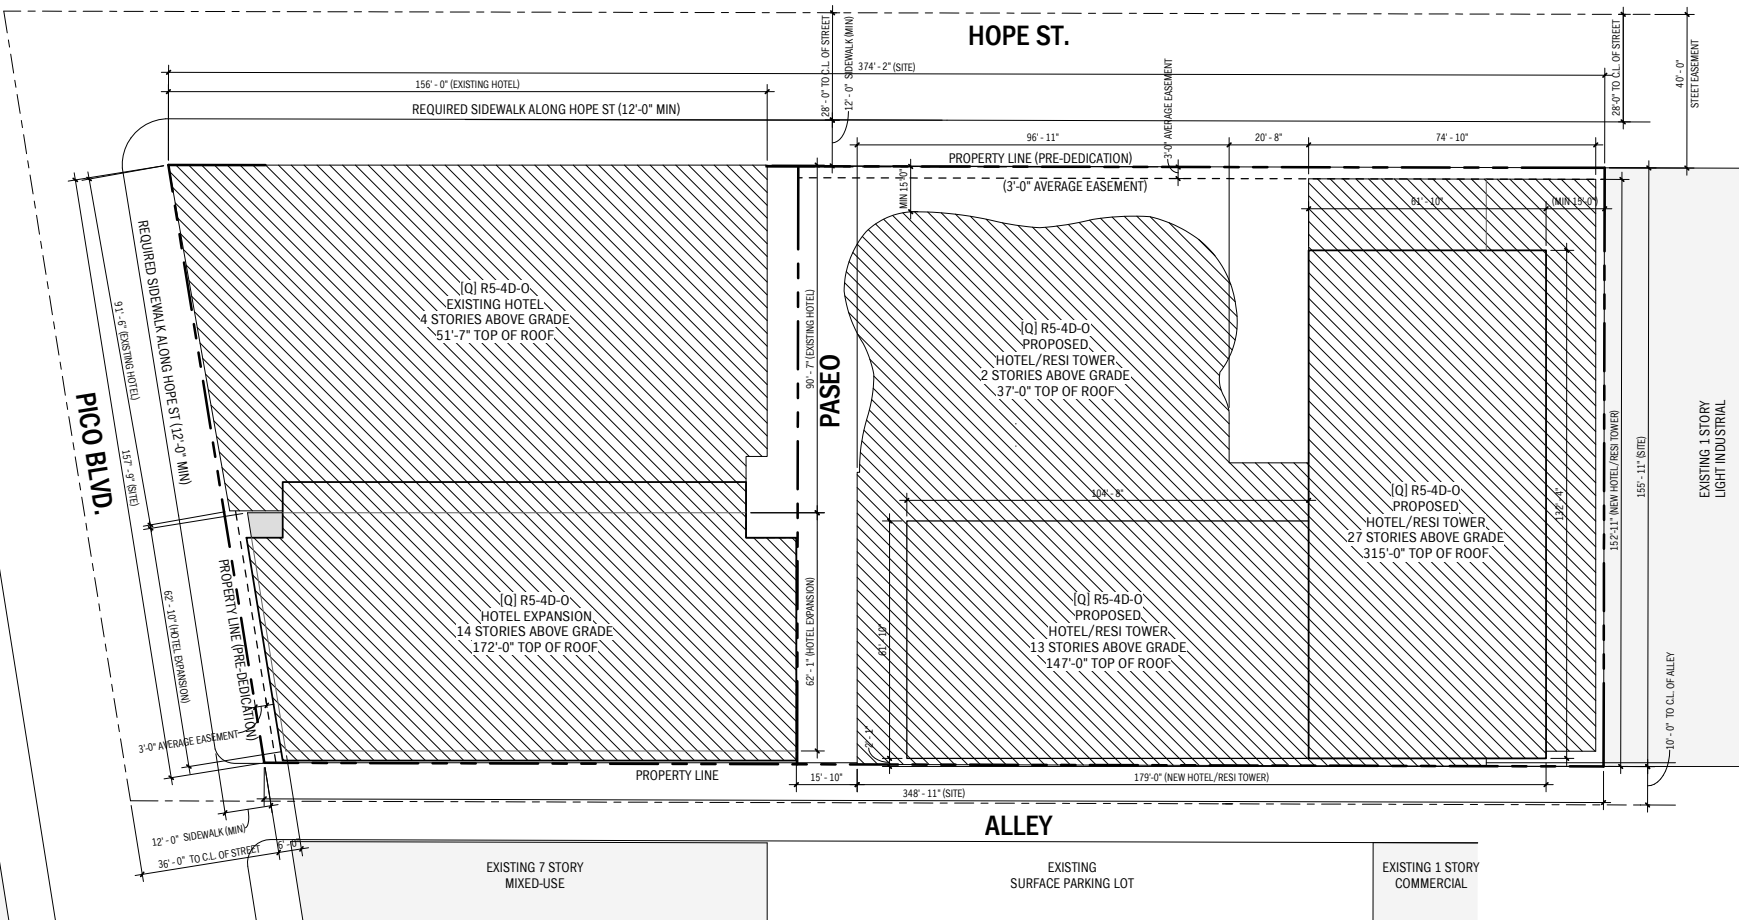 HOPE ST.
28'- 0" TO C.L. OF STREET
12' - 0" SIDEWALK (MIN)
28'-0" TO C.L. OF STREET
40' - 0"
STEET EASEMENT
374' - 2" (SITE)
156' - 0" (EXISTING HOTEL)
REQUIRED SIDEWALK ALONG HOPE ST (12'-0" MIN)
3'-0" AVERAGE EASEMENT
96' - 11"
20' - 8"
74' - 10"
PROPERTY LINE (PRE-DEDICATION)
(3'-0" AVERAGE EASEMENT)
MIN 15'-0"
61' - 10"
(MIN 15'-0")
PICO BLVD.
REQUIRED SIDEWALK ALONG HOPE ST (12'-0" MIN)
91'- 6" (EXISTING HOTEL)
157' - 9" (SITE)
62' - 10" (HOTEL EXPANSION)
PROPERTY LINE (PRE-DEDICATION)
3'-0" AVERAGE EASEMENT
[Q] R5-4D-O
EXISTING HOTEL
4 STORIES ABOVE GRADE
51'-7" TOP OF ROOF
90' - 7" (EXISTING HOTEL)
PASEO
[Q] R5-4D-O
PROPOSED
HOTEL/RESI TOWER
2 STORIES ABOVE GRADE
37'-0" TOP OF ROOF
[Q] R5-4D-O
PROPOSED
HOTEL/RESI TOWER
27 STORIES ABOVE GRADE
315'-0" TOP OF ROOF
132' - 4"
152'-11" (NEW HOTEL/RESI TOWER)
155' - 11" (SITE)
EXISTING 1 STORY
LIGHT INDUSTRIAL
104' - 8"
[Q] R5-4D-O
HOTEL EXPANSION
14 STORIES ABOVE GRADE
172'-0" TOP OF ROOF
62' - 1" (HOTEL EXPANSION)
[Q] R5-4D-O
PROPOSED
HOTEL/RESI TOWER
13 STORIES ABOVE GRADE
147'-0" TOP OF ROOF
61' - 10"
2' - 1"
10' - 0" TO C.L. OF ALLEY
PROPERTY LINE
15' - 10"
179'-0" (NEW HOTEL/RESI TOWER)
348' - 11" (SITE)
ALLEY
12' - 0" SIDEWALK (MIN)
36' - 0" TO C.L. OF STREET
6' - 0"
EXISTING 7 STORY
MIXED-USE
EXISTING
SURFACE PARKING LOT
EXISTING 1 STORY
COMMERCIAL